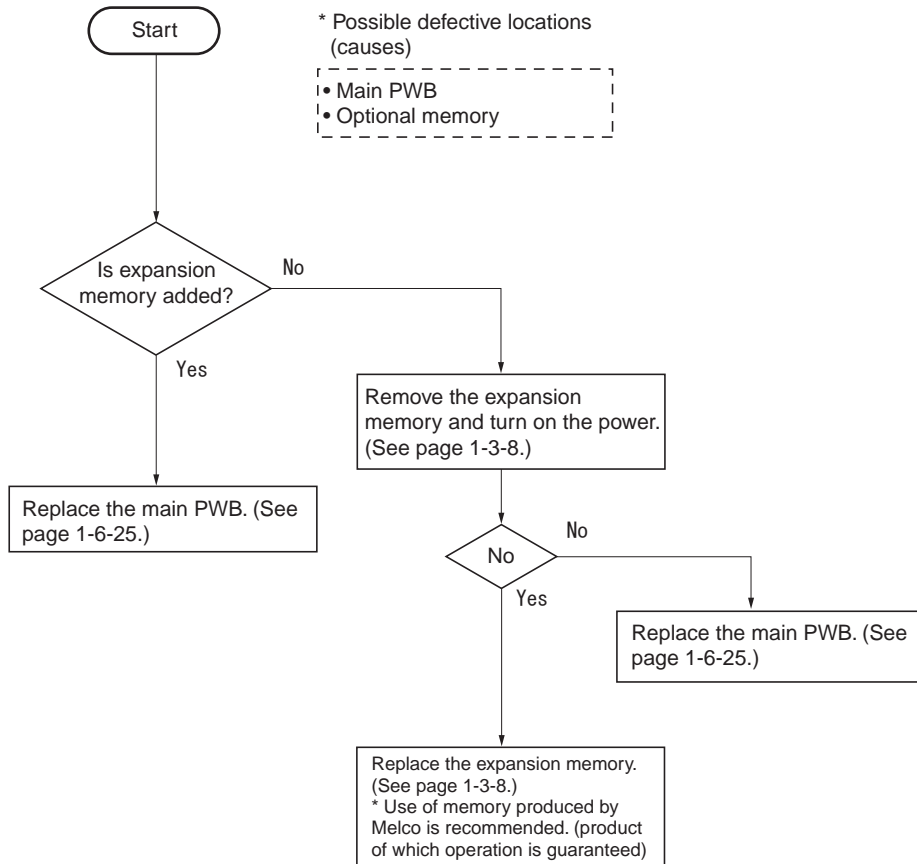 Start
* Possible defective locations
(causes)
• Main PWB
• Optional memory
Is expansion
memory added?
No
Yes
Remove the expansion
memory and turn on the power.
(See page 1-3-8.)
Replace the main PWB. (See
page 1-6-25.)
No
No
Yes
Replace the main PWB. (See
page 1-6-25.)
Replace the expansion memory.
(See page 1-3-8.)
* Use of memory produced by
Melco is recommended. (product
of which operation is guaranteed)